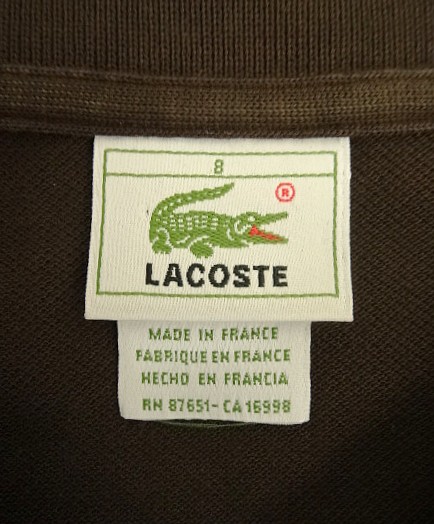 8
®
LACOSTE
MADE IN FRANCE
FABRIQUE EN FRANCE
HECHO EN FRANCIA
RN 87651-CA 16998